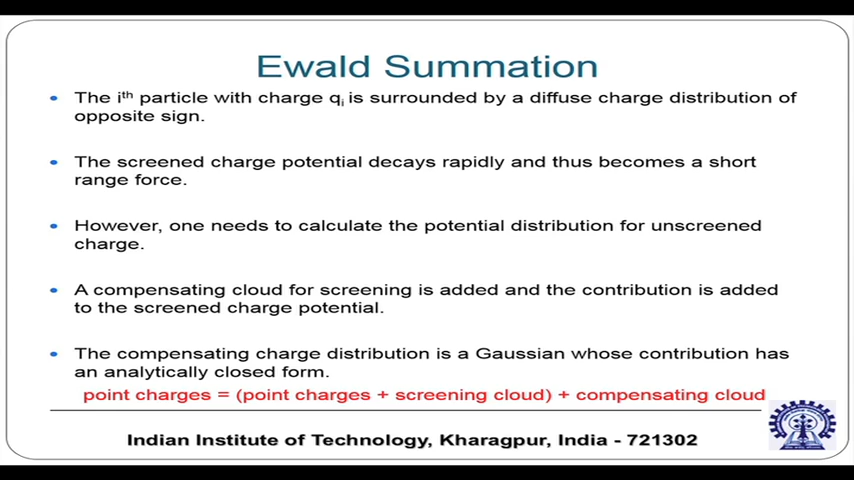 Ewald Summation
• The ith particle with charge qi is surrounded by a diffuse charge distribution of
opposite sign.
• The screened charge potential decays rapidly and thus becomes a short
range force.
• However, one needs to calculate the potential distribution for unscreened
charge.
• A compensating cloud for screening is added and the contribution is added
to the screened charge potential.
• The compensating charge distribution is a Gaussian whose contribution has
an analytically closed form.
point charges = (point charges + screening cloud) + compensating cloud
Indian Institute of Technology, Kharagpur, India - 721302